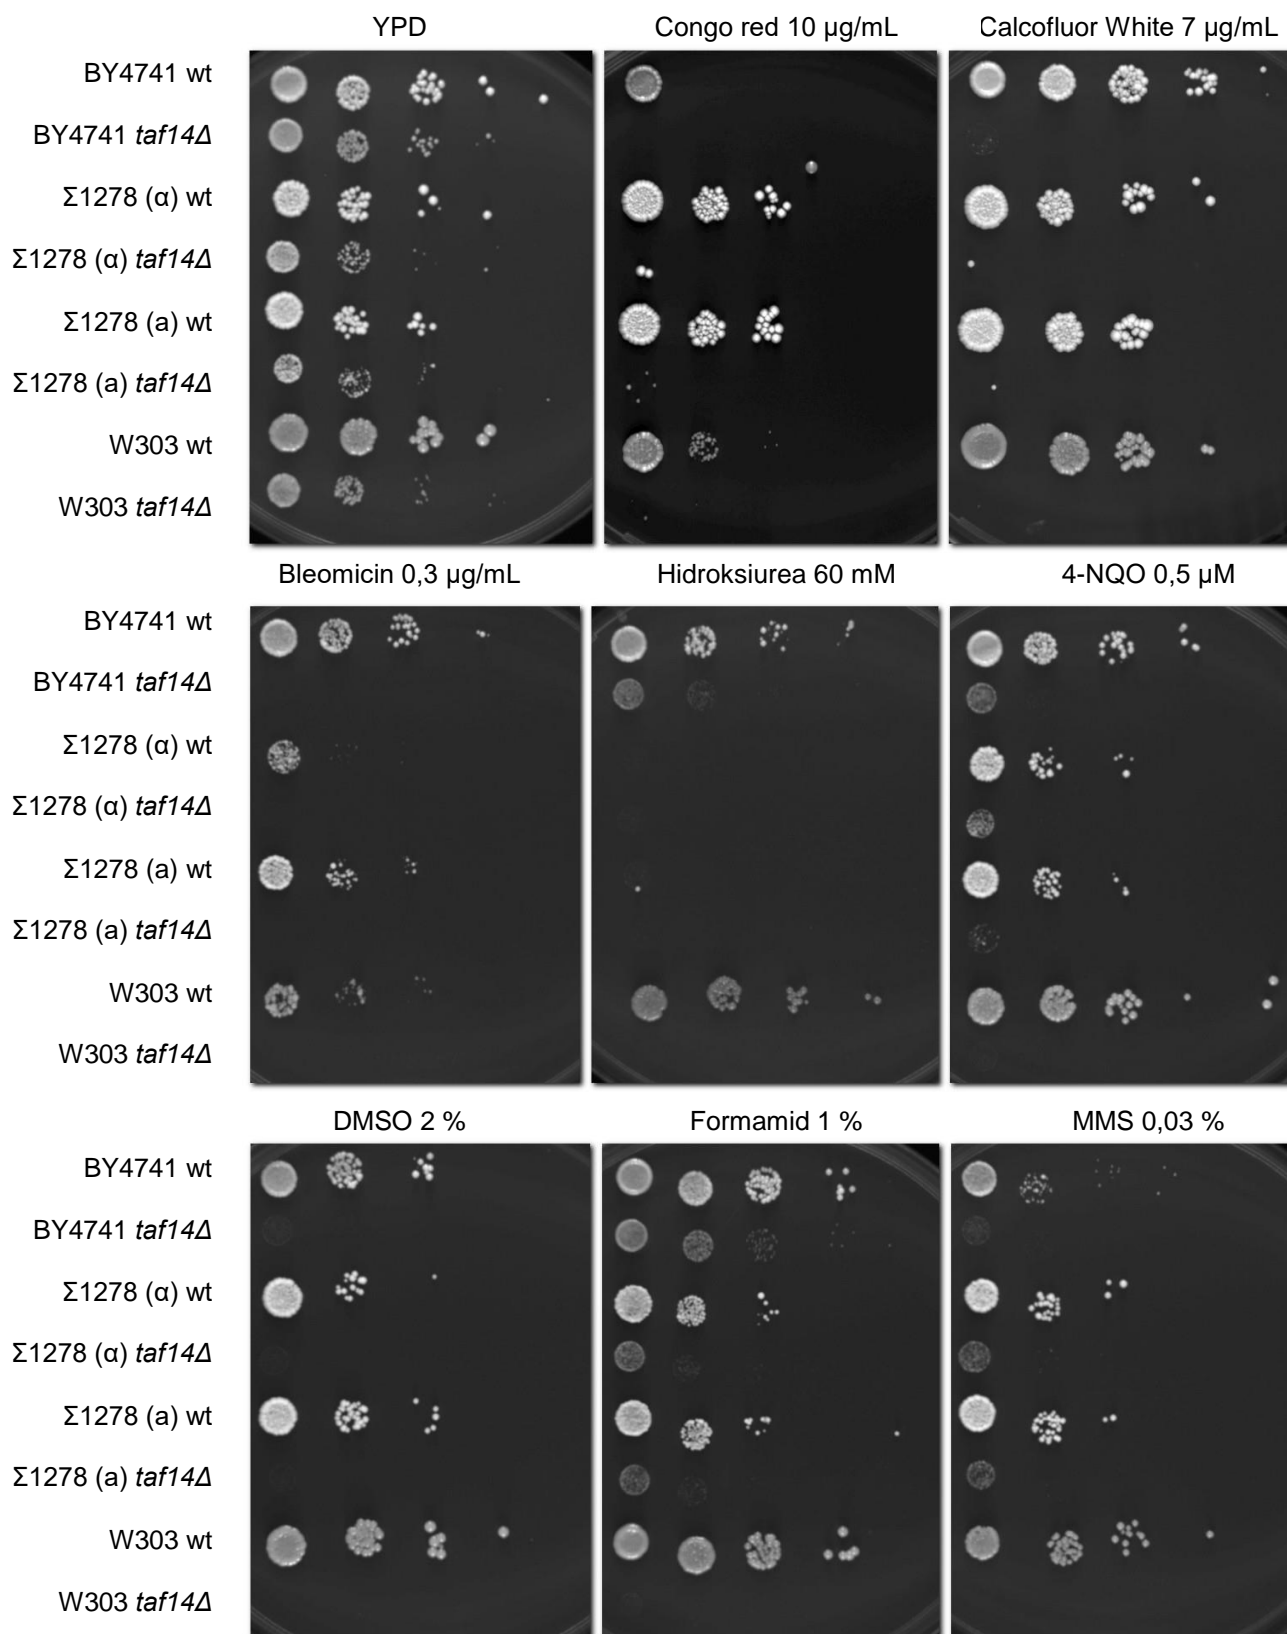 YPD Congo red 10 µg/mL Calcofluor White 7 µg/mL
BY4741 wt
BY4741 taf14Δ
Σ1278 (α) wt
Σ1278 (α) taf14Δ
Σ1278 (a) wt
Σ1278 (a) taf14Δ
W303 wt
W303 taf14Δ
Bleomicin 0,3 µg/mL Hidroksiurea 60 mM 4-NQO 0,5 µM
BY4741 wt
BY4741 taf14Δ
Σ1278 (α) wt
Σ1278 (α) taf14Δ
Σ1278 (a) wt
Σ1278 (a) taf14Δ
W303 wt
W303 taf14Δ
DMSO 2 % Formamid 1 % MMS 0,03 %
BY4741 wt
BY4741 taf14Δ
Σ1278 (α) wt
Σ1278 (α) taf14Δ
Σ1278 (a) wt
Σ1278 (a) taf14Δ
W303 wt
W303 taf14Δ